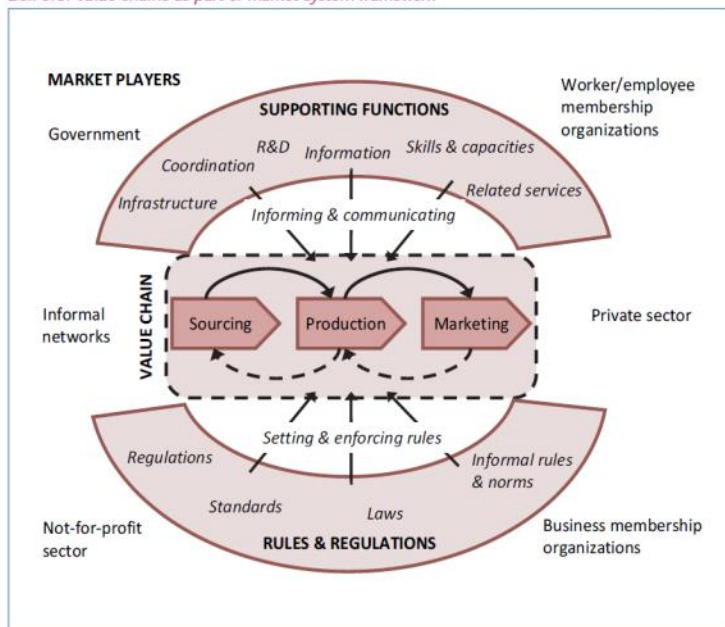 MARKET PLAYERS
Worker/employee
membership
organizations
SUPPORTING FUNCTIONS
Government
R&D
Information
Skills & capacities
Coordination
Infrastructure
Related services
Informing & communicating
VALUE CHAIN
Informal
networks
Sourcing
Production
Marketing
Private sector
Setting & enforcing rules
Regulations
Informal rules
& norms
Standards
Laws
Not-for-profit
sector
RULES & REGULATIONS
Business membership
organizations